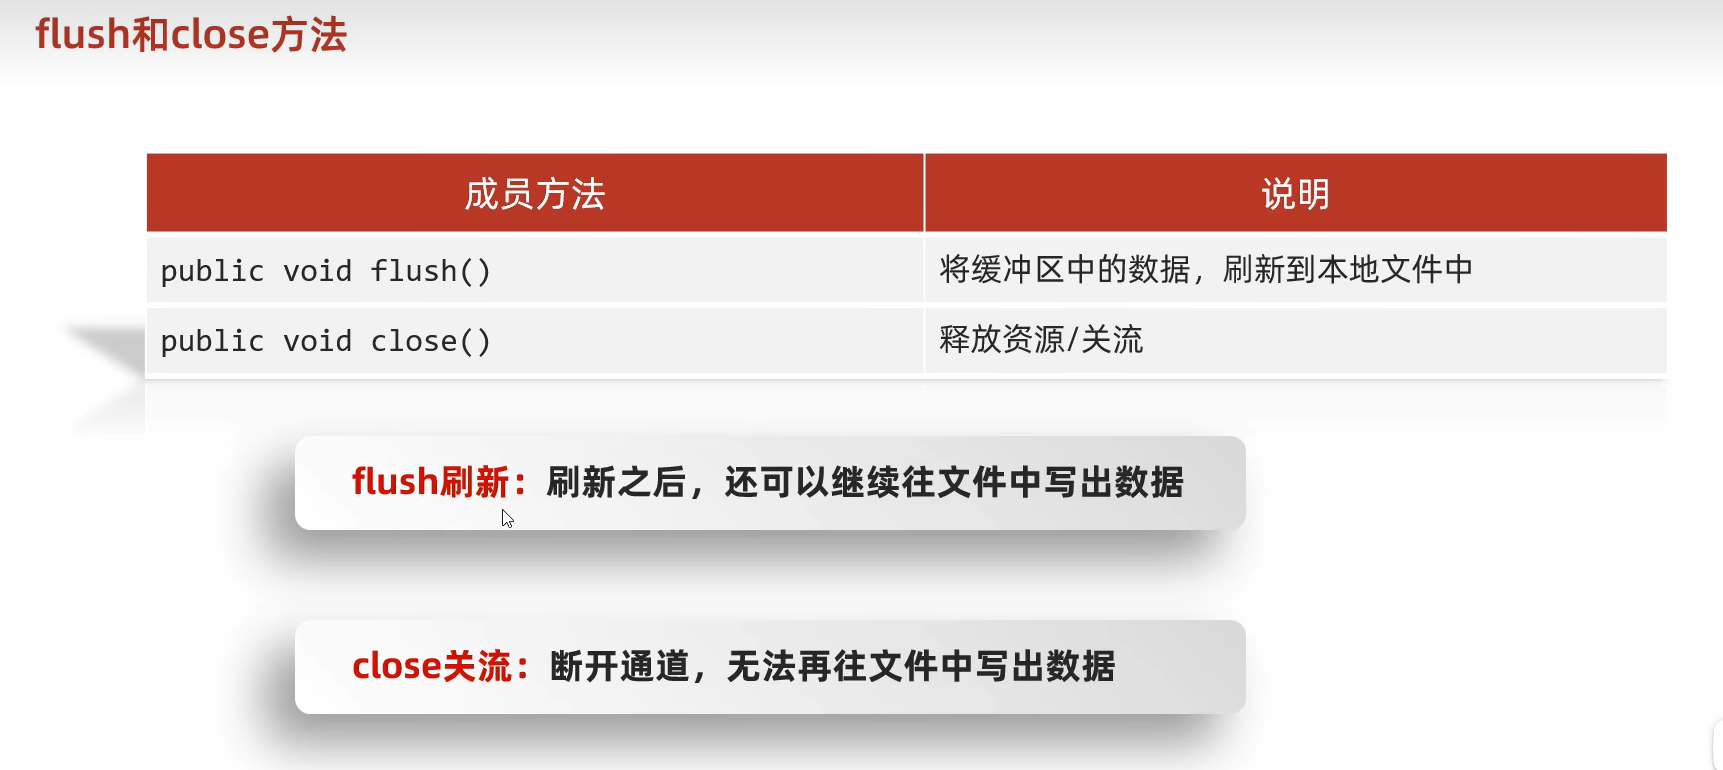 flush和close方法
成员方法 说明
public void flush() 将缓冲区中的数据，刷新到本地文件中
public void close() 释放资源/关流
flush刷新：刷新之后，还可以继续往文件中写出数据
close关流：断开通道，无法再往文件中写出数据